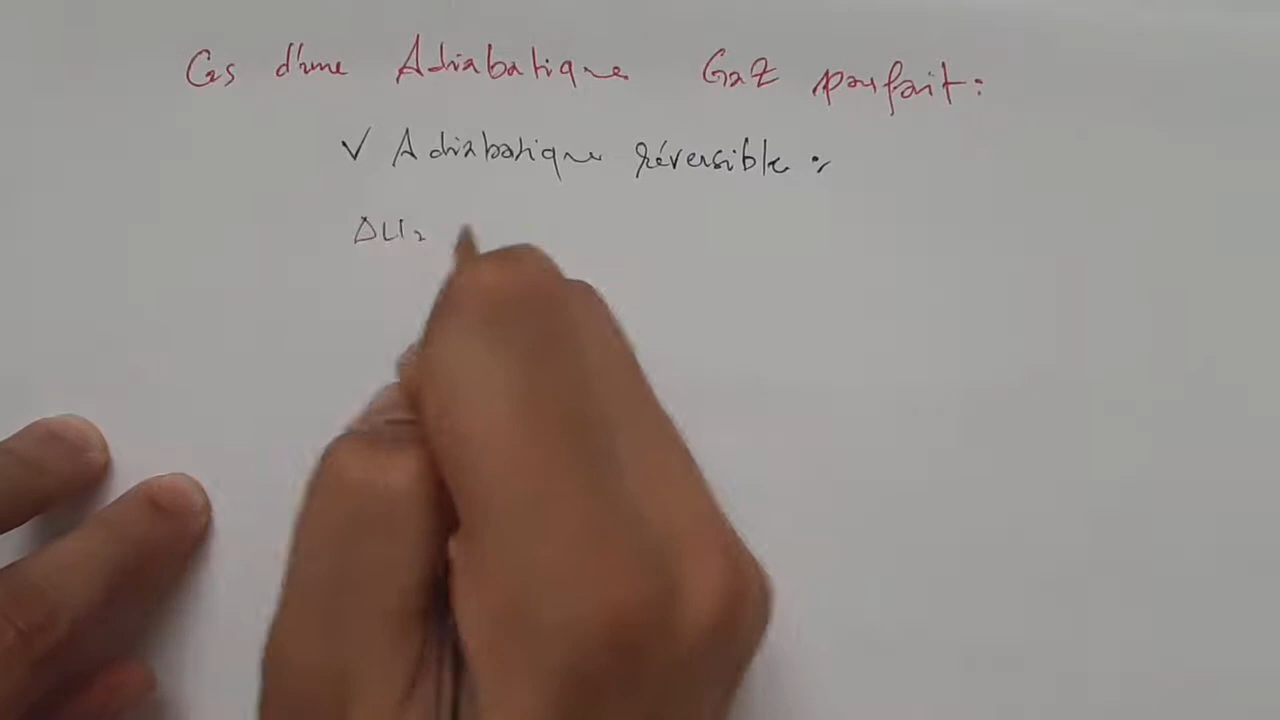 Cas d'une Adiabatique Gaz parfait :
√ Adiabatique réversible :
ΔU =